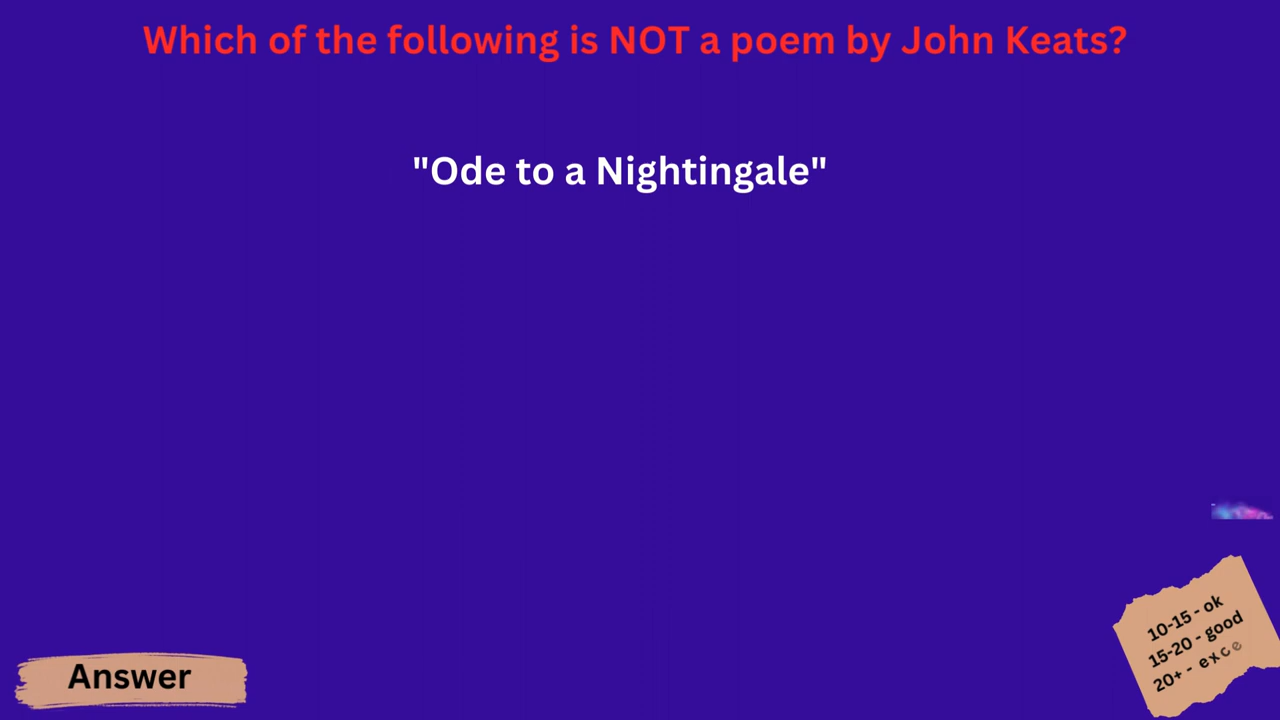 Which of the following is NOT a poem by John Keats?
"Ode to a Nightingale"
10-15 - ok
15-20 - good
20+ - exce
Answer